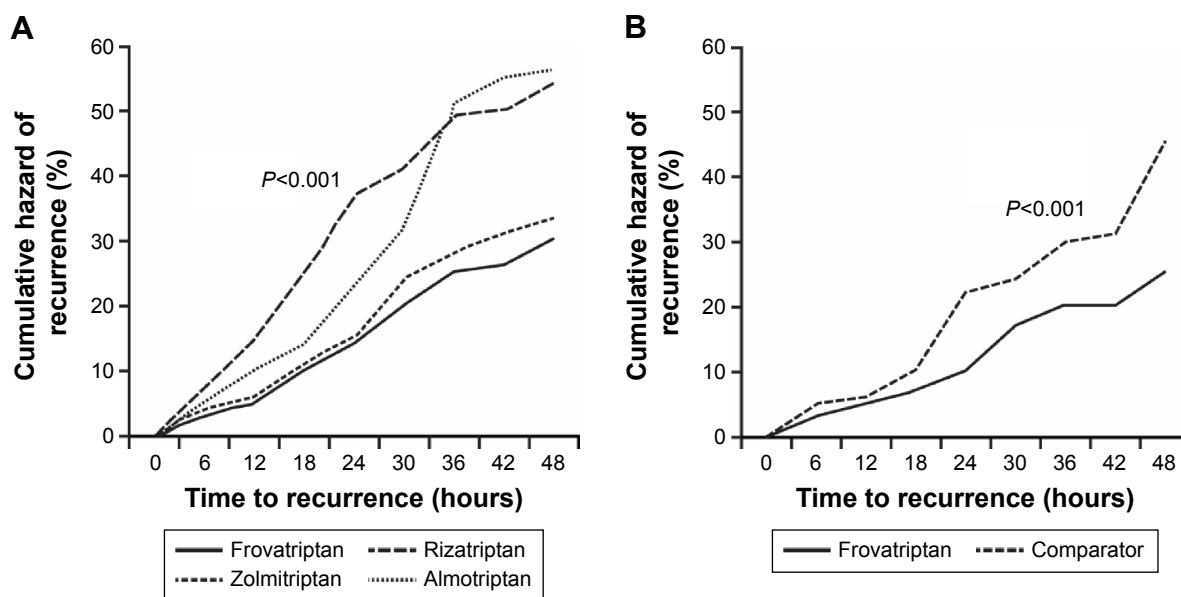 A
Cumulative hazard of
recurrence (%)
60
50
40
30
20
10
0
P<0.001
0 6 12 18 24 30 36 42 48
Time to recurrence (hours)
Frovatriptan Rizatriptan
Zolmitriptan Almotriptan
B
Cumulative hazard of
recurrence (%)
60
50
40
30
20
10
0
P<0.001
0 6 12 18 24 30 36 42 48
Time to recurrence (hours)
Frovatriptan Comparator